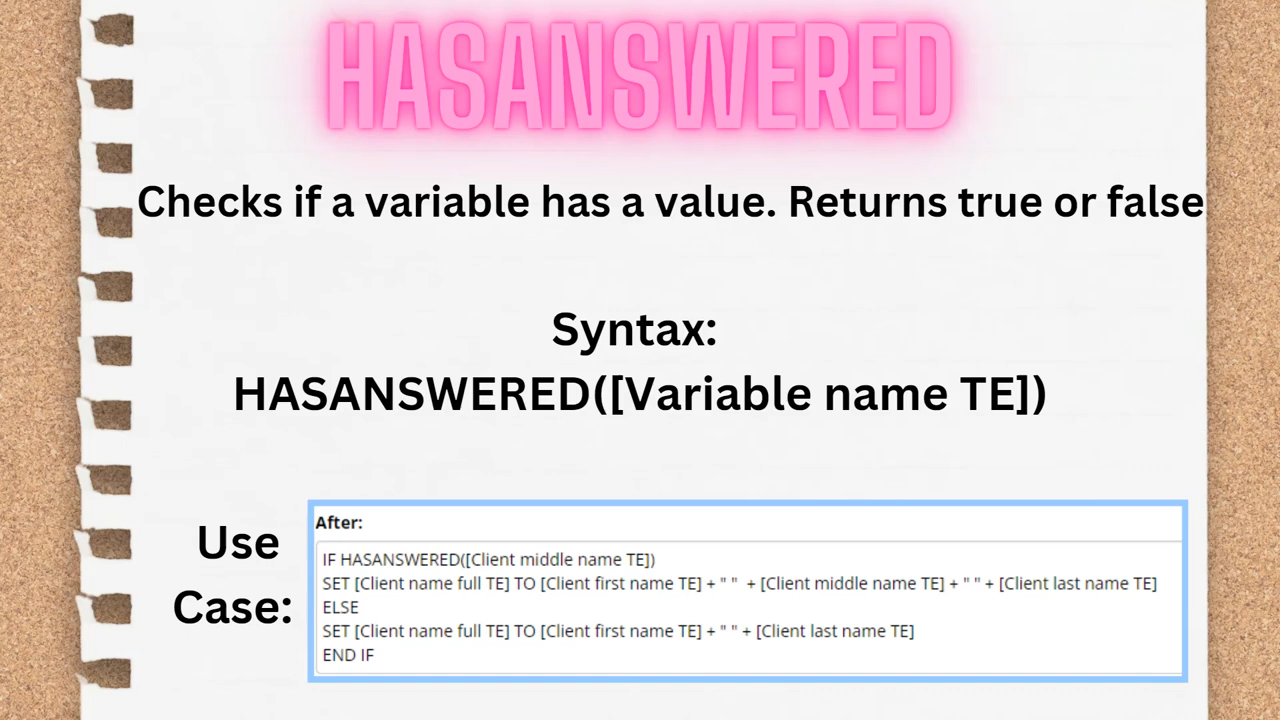 HASANSWERED
Checks if a variable has a value. Returns true or false
Syntax:
HASANSWERED([Variable name TE])
Use
Case:
After:
IF HASANSWERED([Client middle name TE])
SET [Client name full TE] TO [Client first name TE] + " "  + [Client middle name TE] + " " + [Client last name TE]
ELSE
SET [Client name full TE] TO [Client first name TE] + " " + [Client last name TE]
END IF